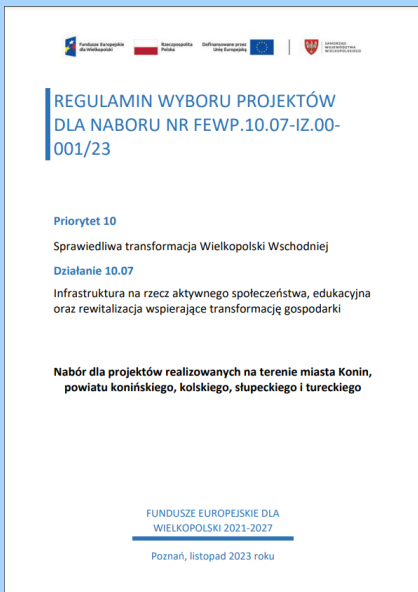 Fundusze Europejskie
dla Wielkopolski
Rzeczpospolita
Polska
Dofinansowane przez
Unię Europejską
SAMORZĄD
WOJEWÓDZTWA
WIELKOPOLSKIEGO
REGULAMIN WYBORU PROJEKTÓW
DLA NABORU NR FEWP.10.07-IZ.00-
001/23
Priorytet 10
Sprawiedliwa transformacja Wielkopolski Wschodniej
Działanie 10.07
Infrastruktura na rzecz aktywnego społeczeństwa, edukacyjna
oraz rewitalizacja wspierające transformację gospodarki
Nabór dla projektów realizowanych na terenie miasta Konin,
powiatu konińskiego, kolskiego, słupeckiego i tureckiego
FUNDUSZE EUROPEJSKIE DLA
WIELKOPOLSKI 2021-2027
Poznań, listopad 2023 roku